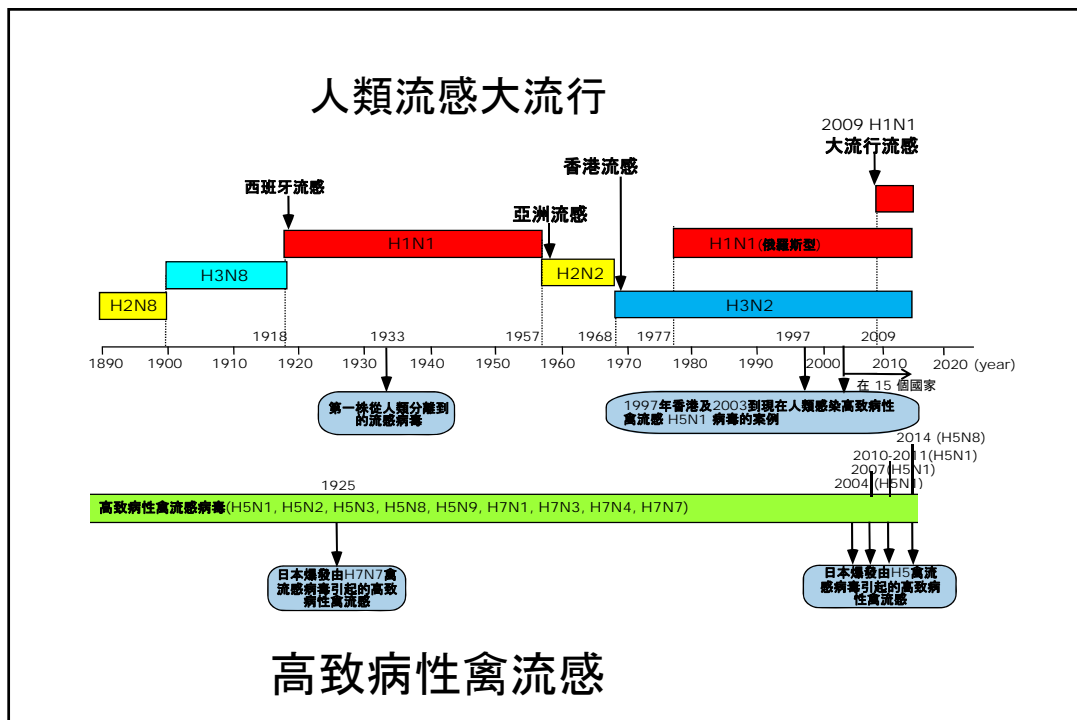 人類流感大流行
2009 H1N1
大流行流感
香港流感
西班牙流感
亞洲流感
H1N1
H1N1(俄羅斯型)
H2N2
H3N8
H2N8
H3N2
1918
1933
1957
1968
1977
1997
2009
1890
1900
1910
1920
1930
1940
1950
1960
1970
1980
1990
2000
2010
2020 (year)
在 15 個國家
第一株從人類分離到
的流感病毒
1997年香港及2003到現在人類感染高致病性
禽流感 H5N1 病毒的案例
2014 (H5N8)
2010-2011(H5N1)
2007(H5N1)
2004 (H5N1)
1925
高致病性禽流感病毒(H5N1, H5N2, H5N3, H5N8, H5N9, H7N1, H7N3, H7N4, H7N7)
日本爆發由H7N7禽
流感病毒引起的高致
病性禽流感
日本爆發由H5禽流
感病毒引起的高致病
性禽流感
高致病性禽流感